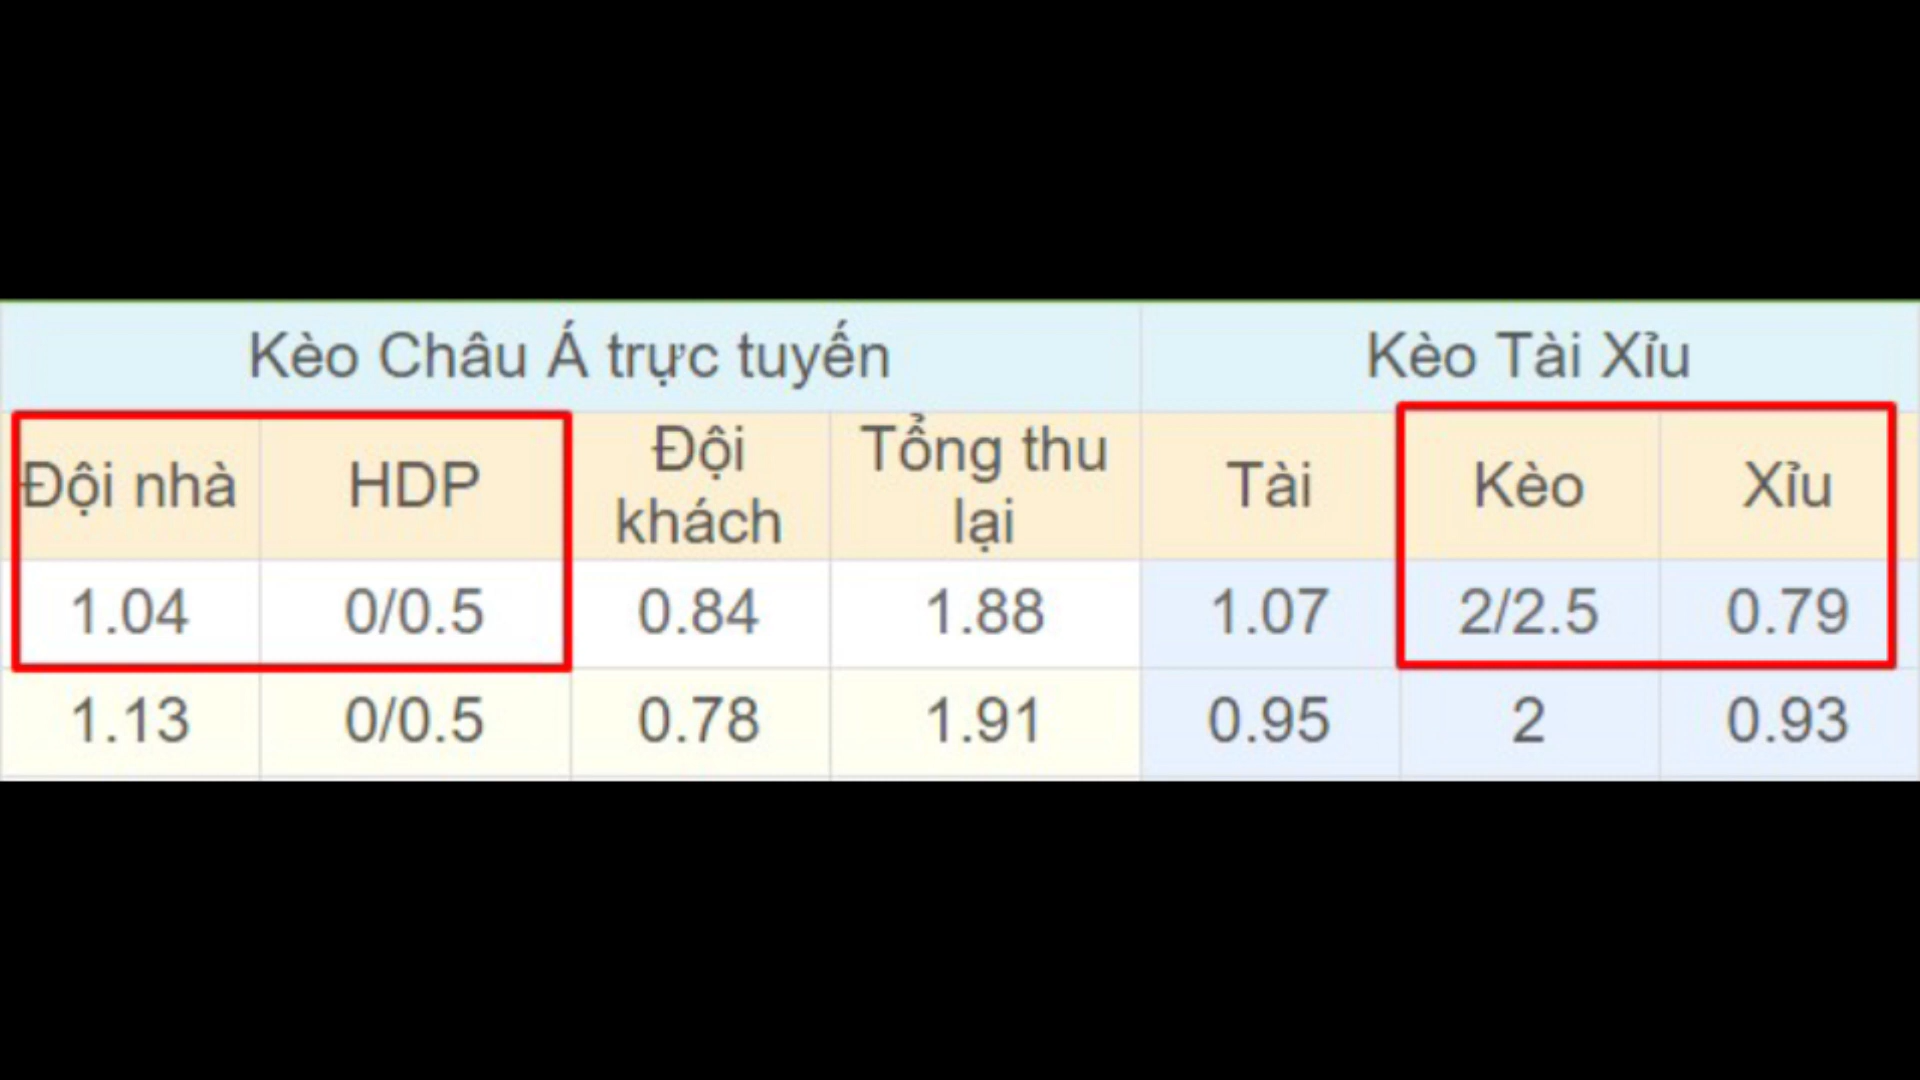 Kèo Châu Á trực tuyến Kèo Tài Xỉu
Đội nhà HDP Đội khách Tổng thu lại Tài Kèo Xỉu
1.04 0/0.5 0.84 1.88 1.07 2/2.5 0.79
1.13 0/0.5 0.78 1.91 0.95 2 0.93